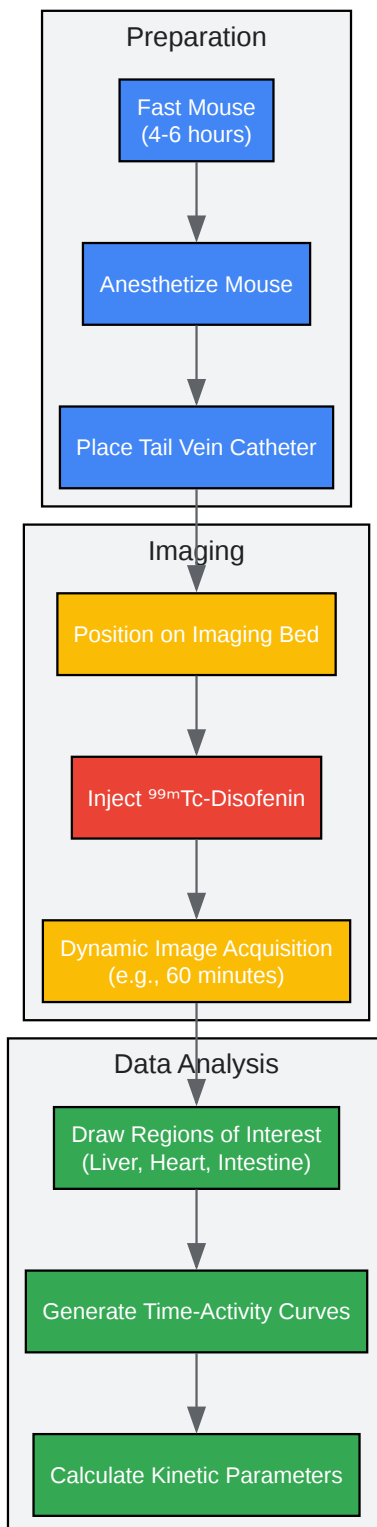 Preparation
Fast Mouse
(4-6 hours)
Anesthetize Mouse
Place Tail Vein Catheter
Imaging
Position on Imaging Bed
Inject ⁹⁹ᵐTc-Disofenin
Dynamic Image Acquisition
(e.g., 60 minutes)
Data Analysis
Draw Regions of Interest
(Liver, Heart, Intestine)
Generate Time-Activity Curves
Calculate Kinetic Parameters